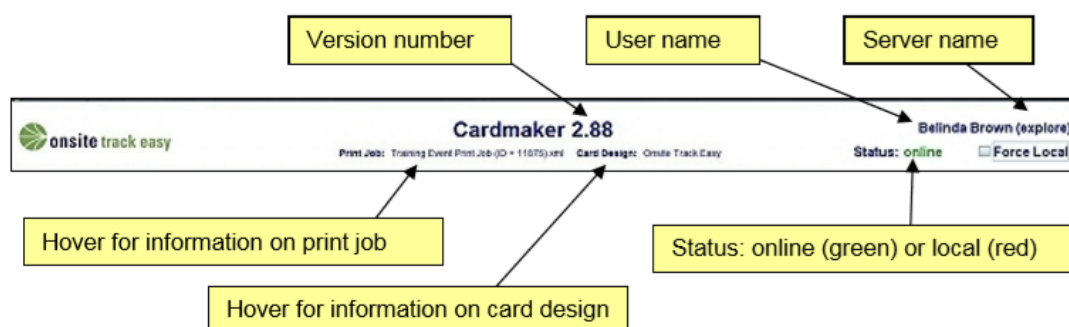 Version number
User name
Server name
onsite track easy
Cardmaker 2.88
Belinda Brown (explore)
Print Job: Training Event Print Job (ID = 11875).xml Card Design: Onsite Track Easy
Status: online
Force Local
Hover for information on print job
Status: online (green) or local (red)
Hover for information on card design